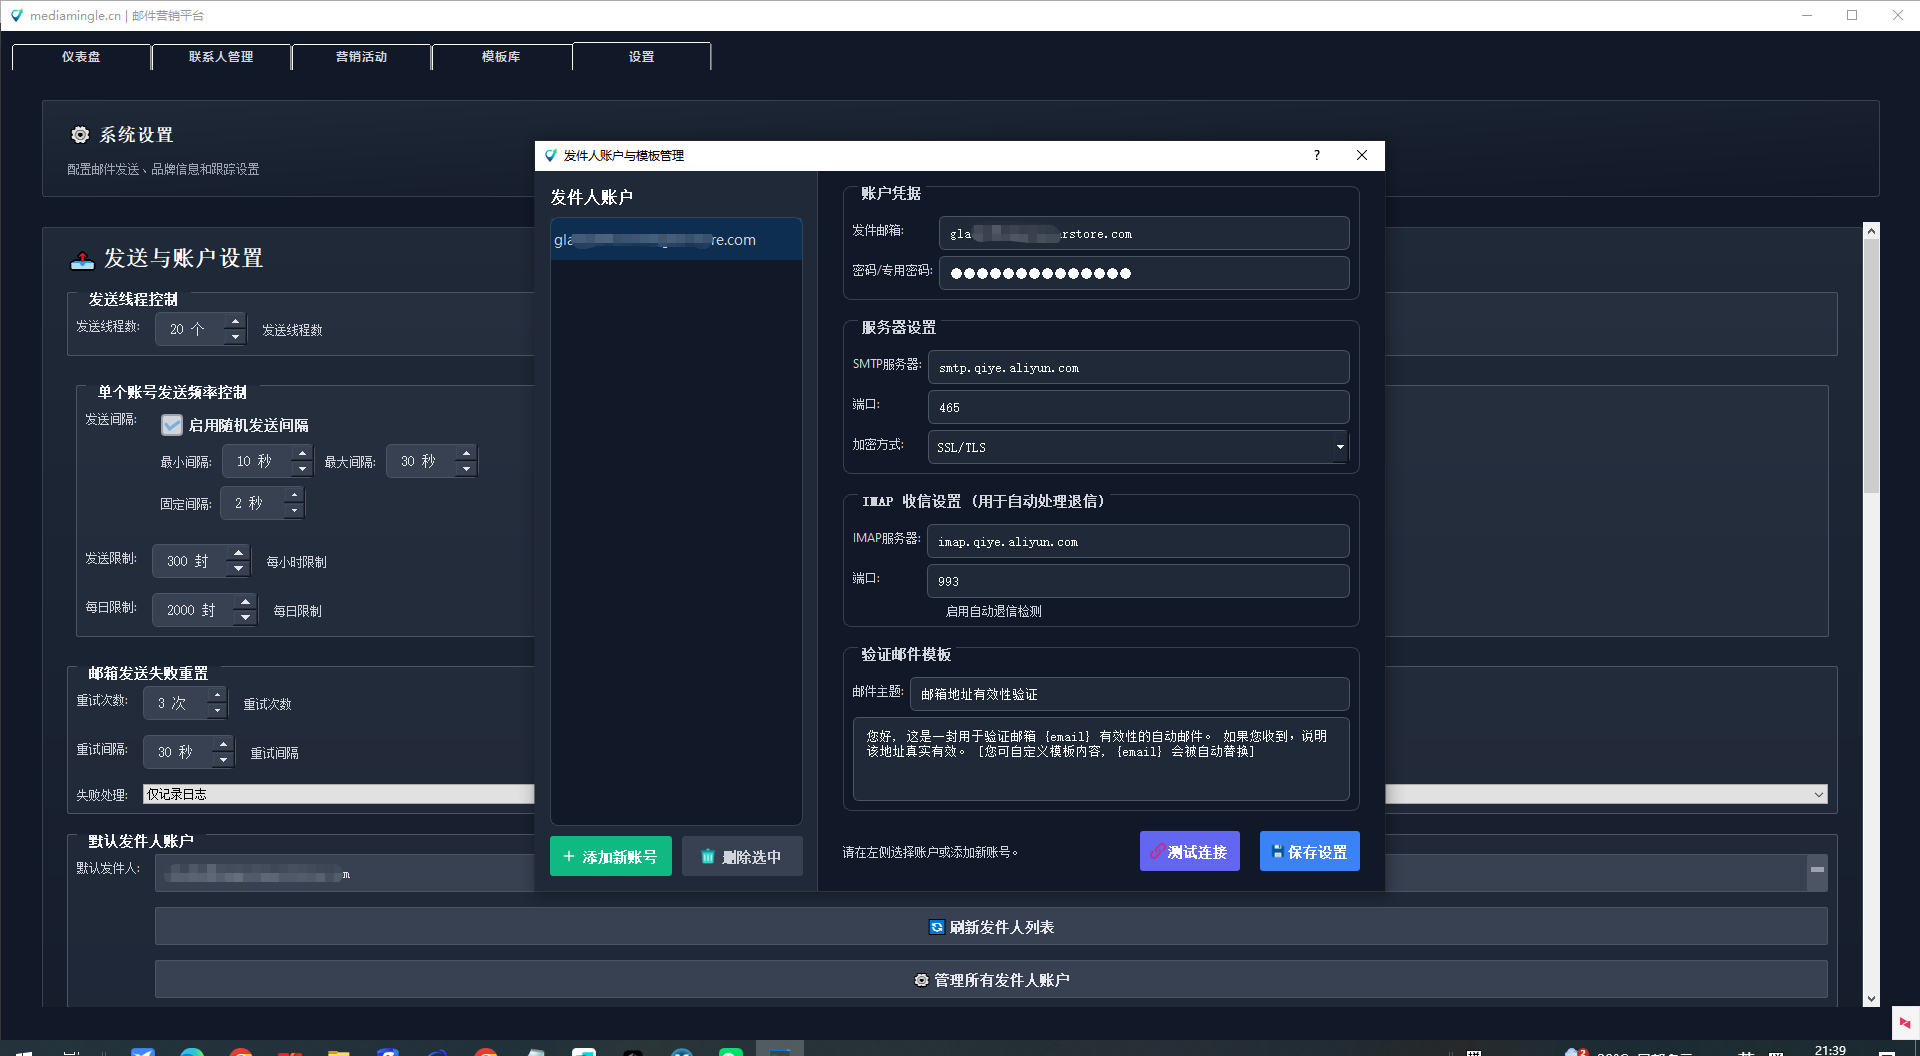 mediamingle.cn | 邮件营销平台
仪表盘
联系人管理
营销活动
模板库
设置
系统设置
配置邮件发送、品牌信息和跟踪设置
发送与账户设置
发送线程控制
发送线程数:
20 个
发送线程数
单个账号发送频率控制
发送间隔:
启用随机发送间隔
最小间隔:
10 秒
最大间隔:
30 秒
固定间隔:
2 秒
发送限制:
300 封
每小时限制
每日限制:
2000 封
每日限制
邮箱发送失败重置
重试次数:
3 次
重试次数
重试间隔:
30 秒
重试间隔
失败处理:
仅记录日志
默认发件人账户
默认发件人:
m
刷新发件人列表
管理所有发件人账户
发件人账户与模板管理
?
发件人账户
gla
re.com
+ 添加新账号
删除选中
账户凭据
发件邮箱:
gla
rstore.com
密码/专用密码:
●●●●●●●●●●●●●●
服务器设置
SMTP服务器:
smtp.qiye.aliyun.com
端口:
465
加密方式:
SSL/TLS
IMAP 收信设置 (用于自动处理退信)
IMAP服务器:
imap.qiye.aliyun.com
端口:
993
启用自动退信检测
验证邮件模板
邮件主题:
邮箱地址有效性验证
您好, 这是一封用于验证邮箱 {email} 有效性的自动邮件。 如果您收到，说明
该地址真实有效。 [您可自定义模板内容, {email} 会被自动替换]
请在左侧选择账户或添加新账号。
测试连接
保存设置
2
21:39